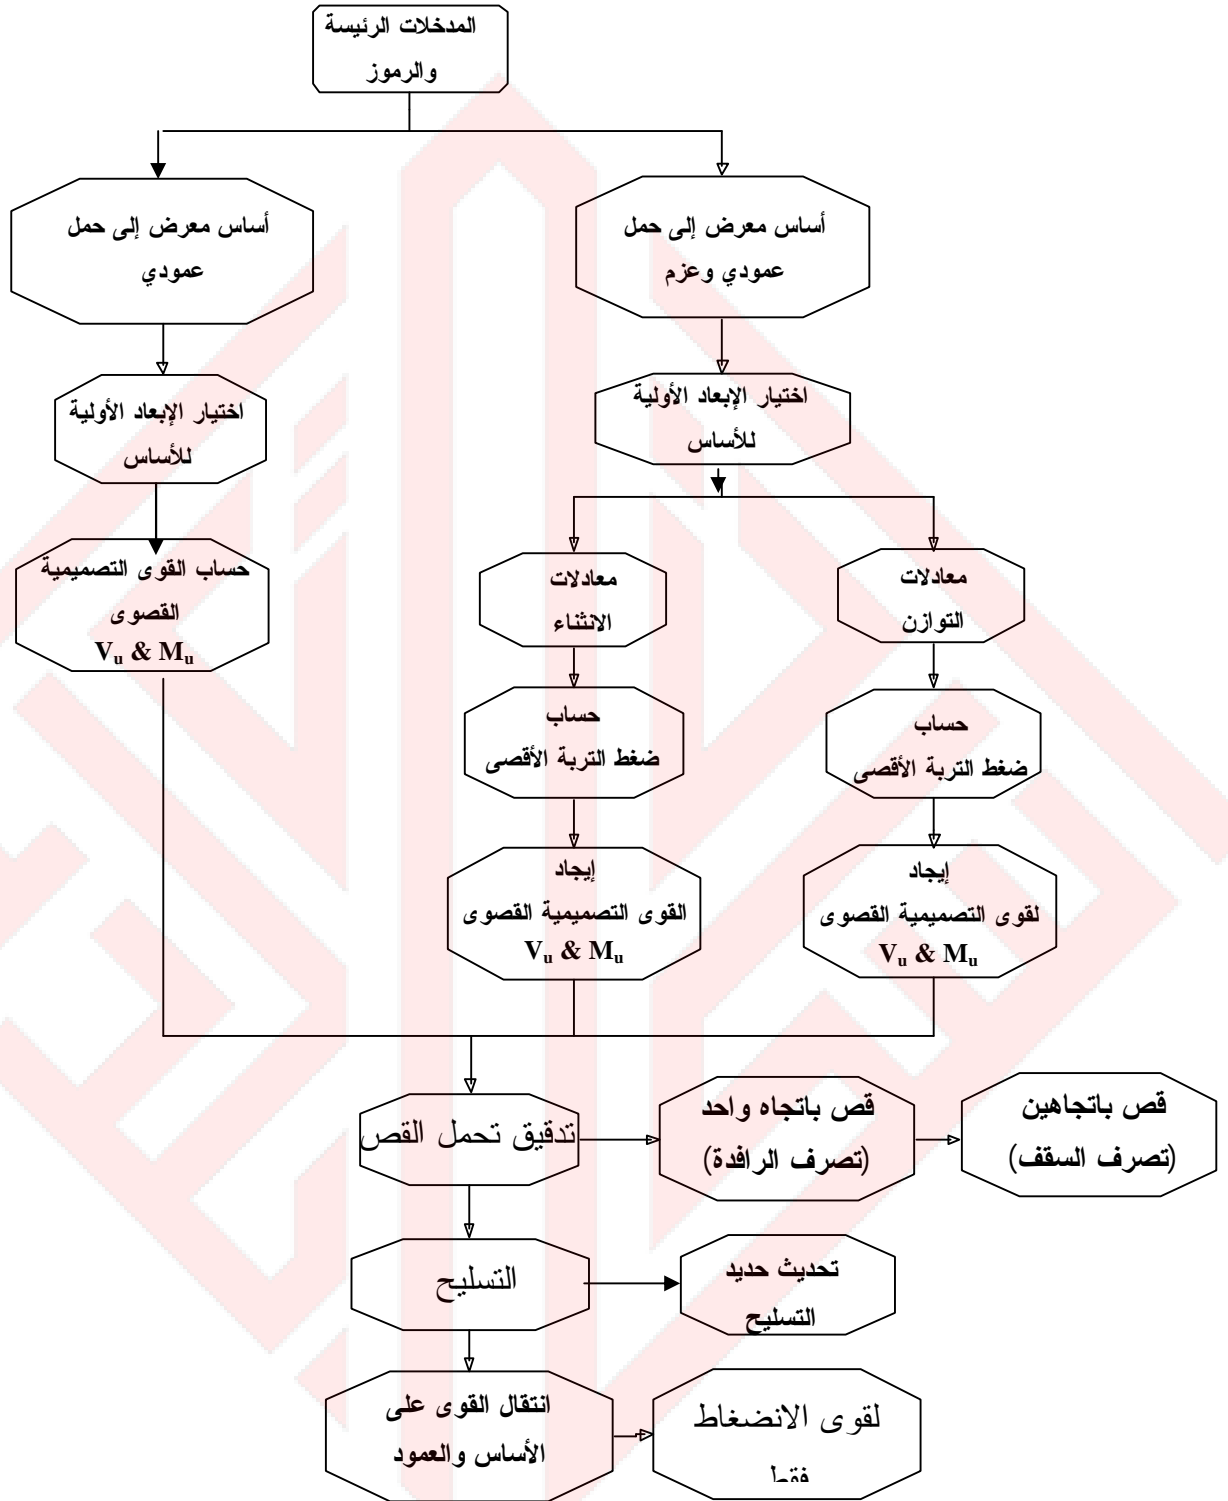 المدخلات الرئيسة
والرموز
أساس معرض إلى حمل
عمودي وعزم
أساس معرض إلى حمل
عمودي
اختيار الإبعاد الأولية
للأساس
اختيار الإبعاد الأولية
للأساس
معادلات
التوازن
معادلات
الانثناء
حساب القوى التصميمية
القصوى
Vu & Mu
حساب
ضغط التربة الأقصى
حساب
ضغط التربة الأقصى
إيجاد
لقوى التصميمية القصوى
Vu & Mu
إيجاد
القوى التصميمية القصوى
Vu & Mu
تدقيق تحمل القص
قص باتجاه واحد
(تصرف الرافدة)
قص باتجاهين
(تصرف السقف)
التسليح
تحديث حديد
التسليح
انتقال القوى على
الأساس والعمود
لقوى الانضغاط
فقط